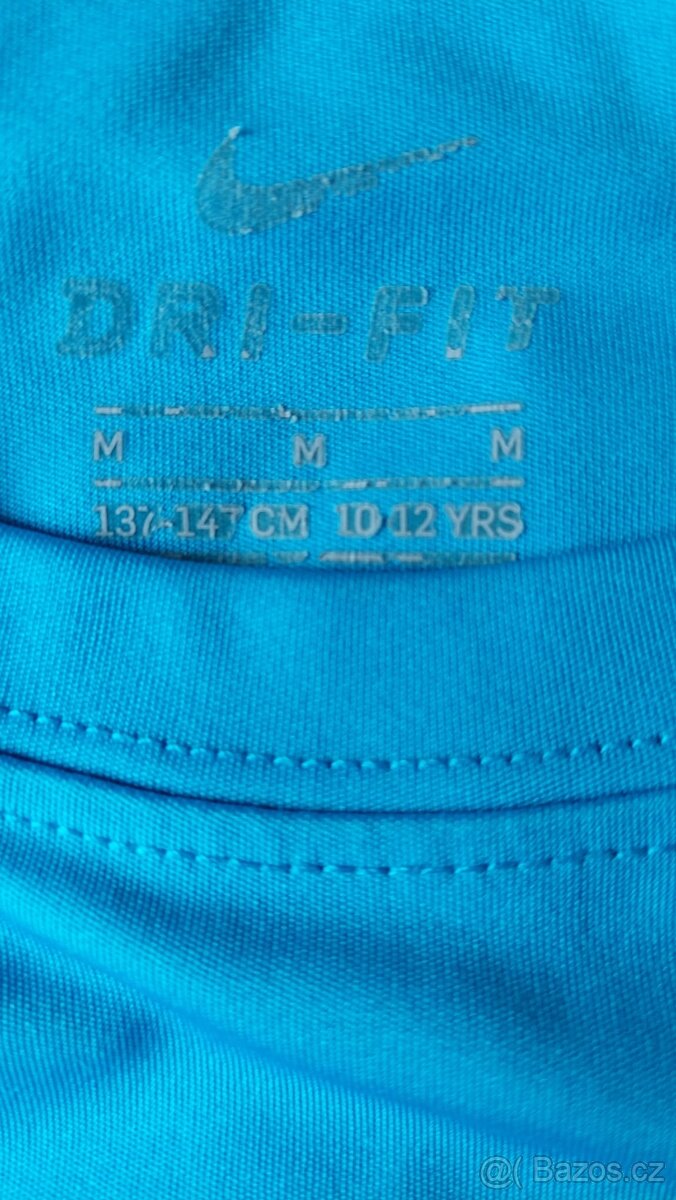 DRI-FIT
M M M
137-147 CM 10-12 YRS
@( Bazos.cz